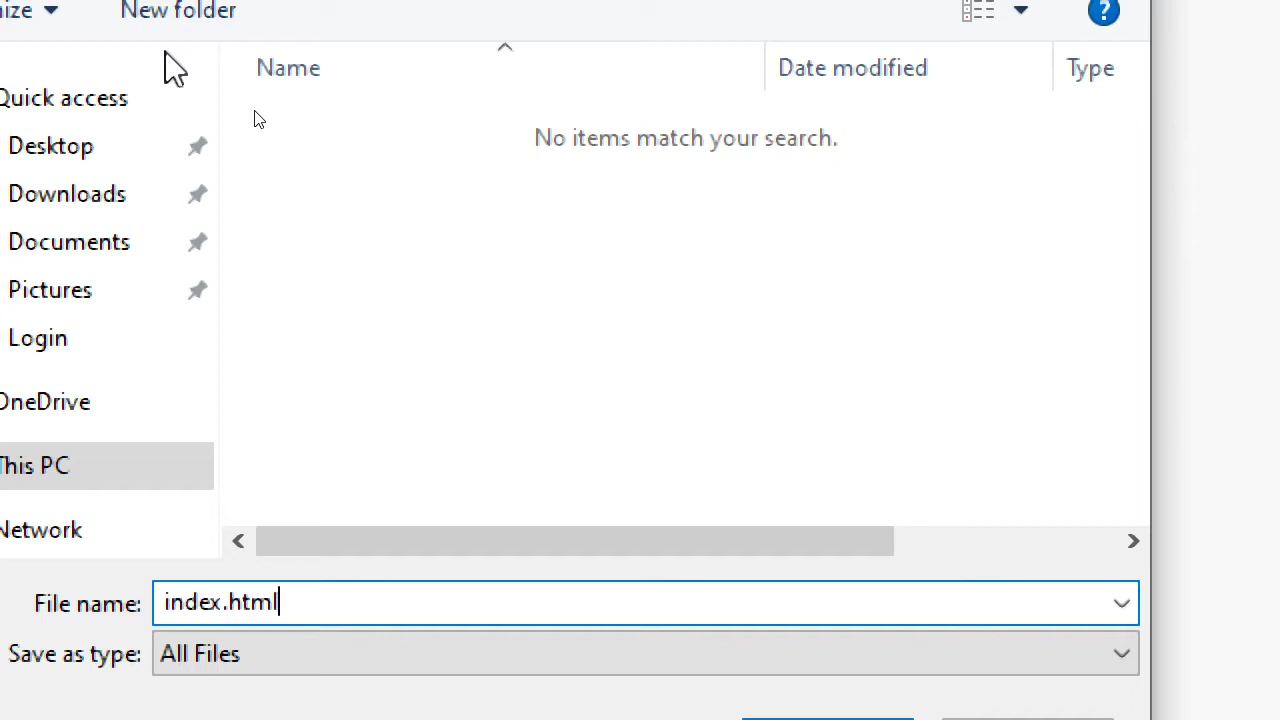 nize New folder
Name Date modified Type
No items match your search.
Quick access
Desktop
Downloads
Documents
Pictures
Login
OneDrive
This PC
Network
File name: index.html
Save as type: All Files